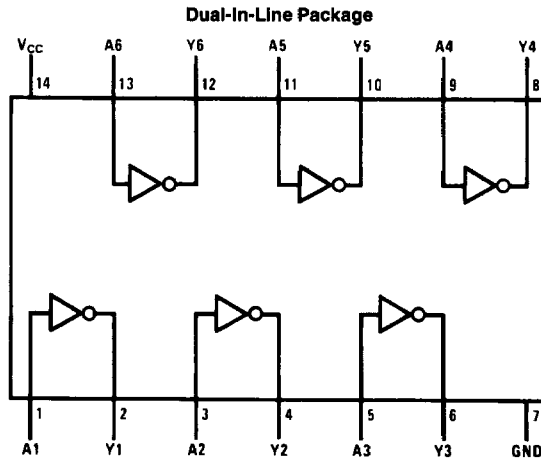 Dual-In-Line Package
VCC A6 Y6 A5 Y5 A4 Y4
14 13 12 11 10 9 8
1 2 3 4 5 6 7
A1 Y1 A2 Y2 A3 Y3 GND